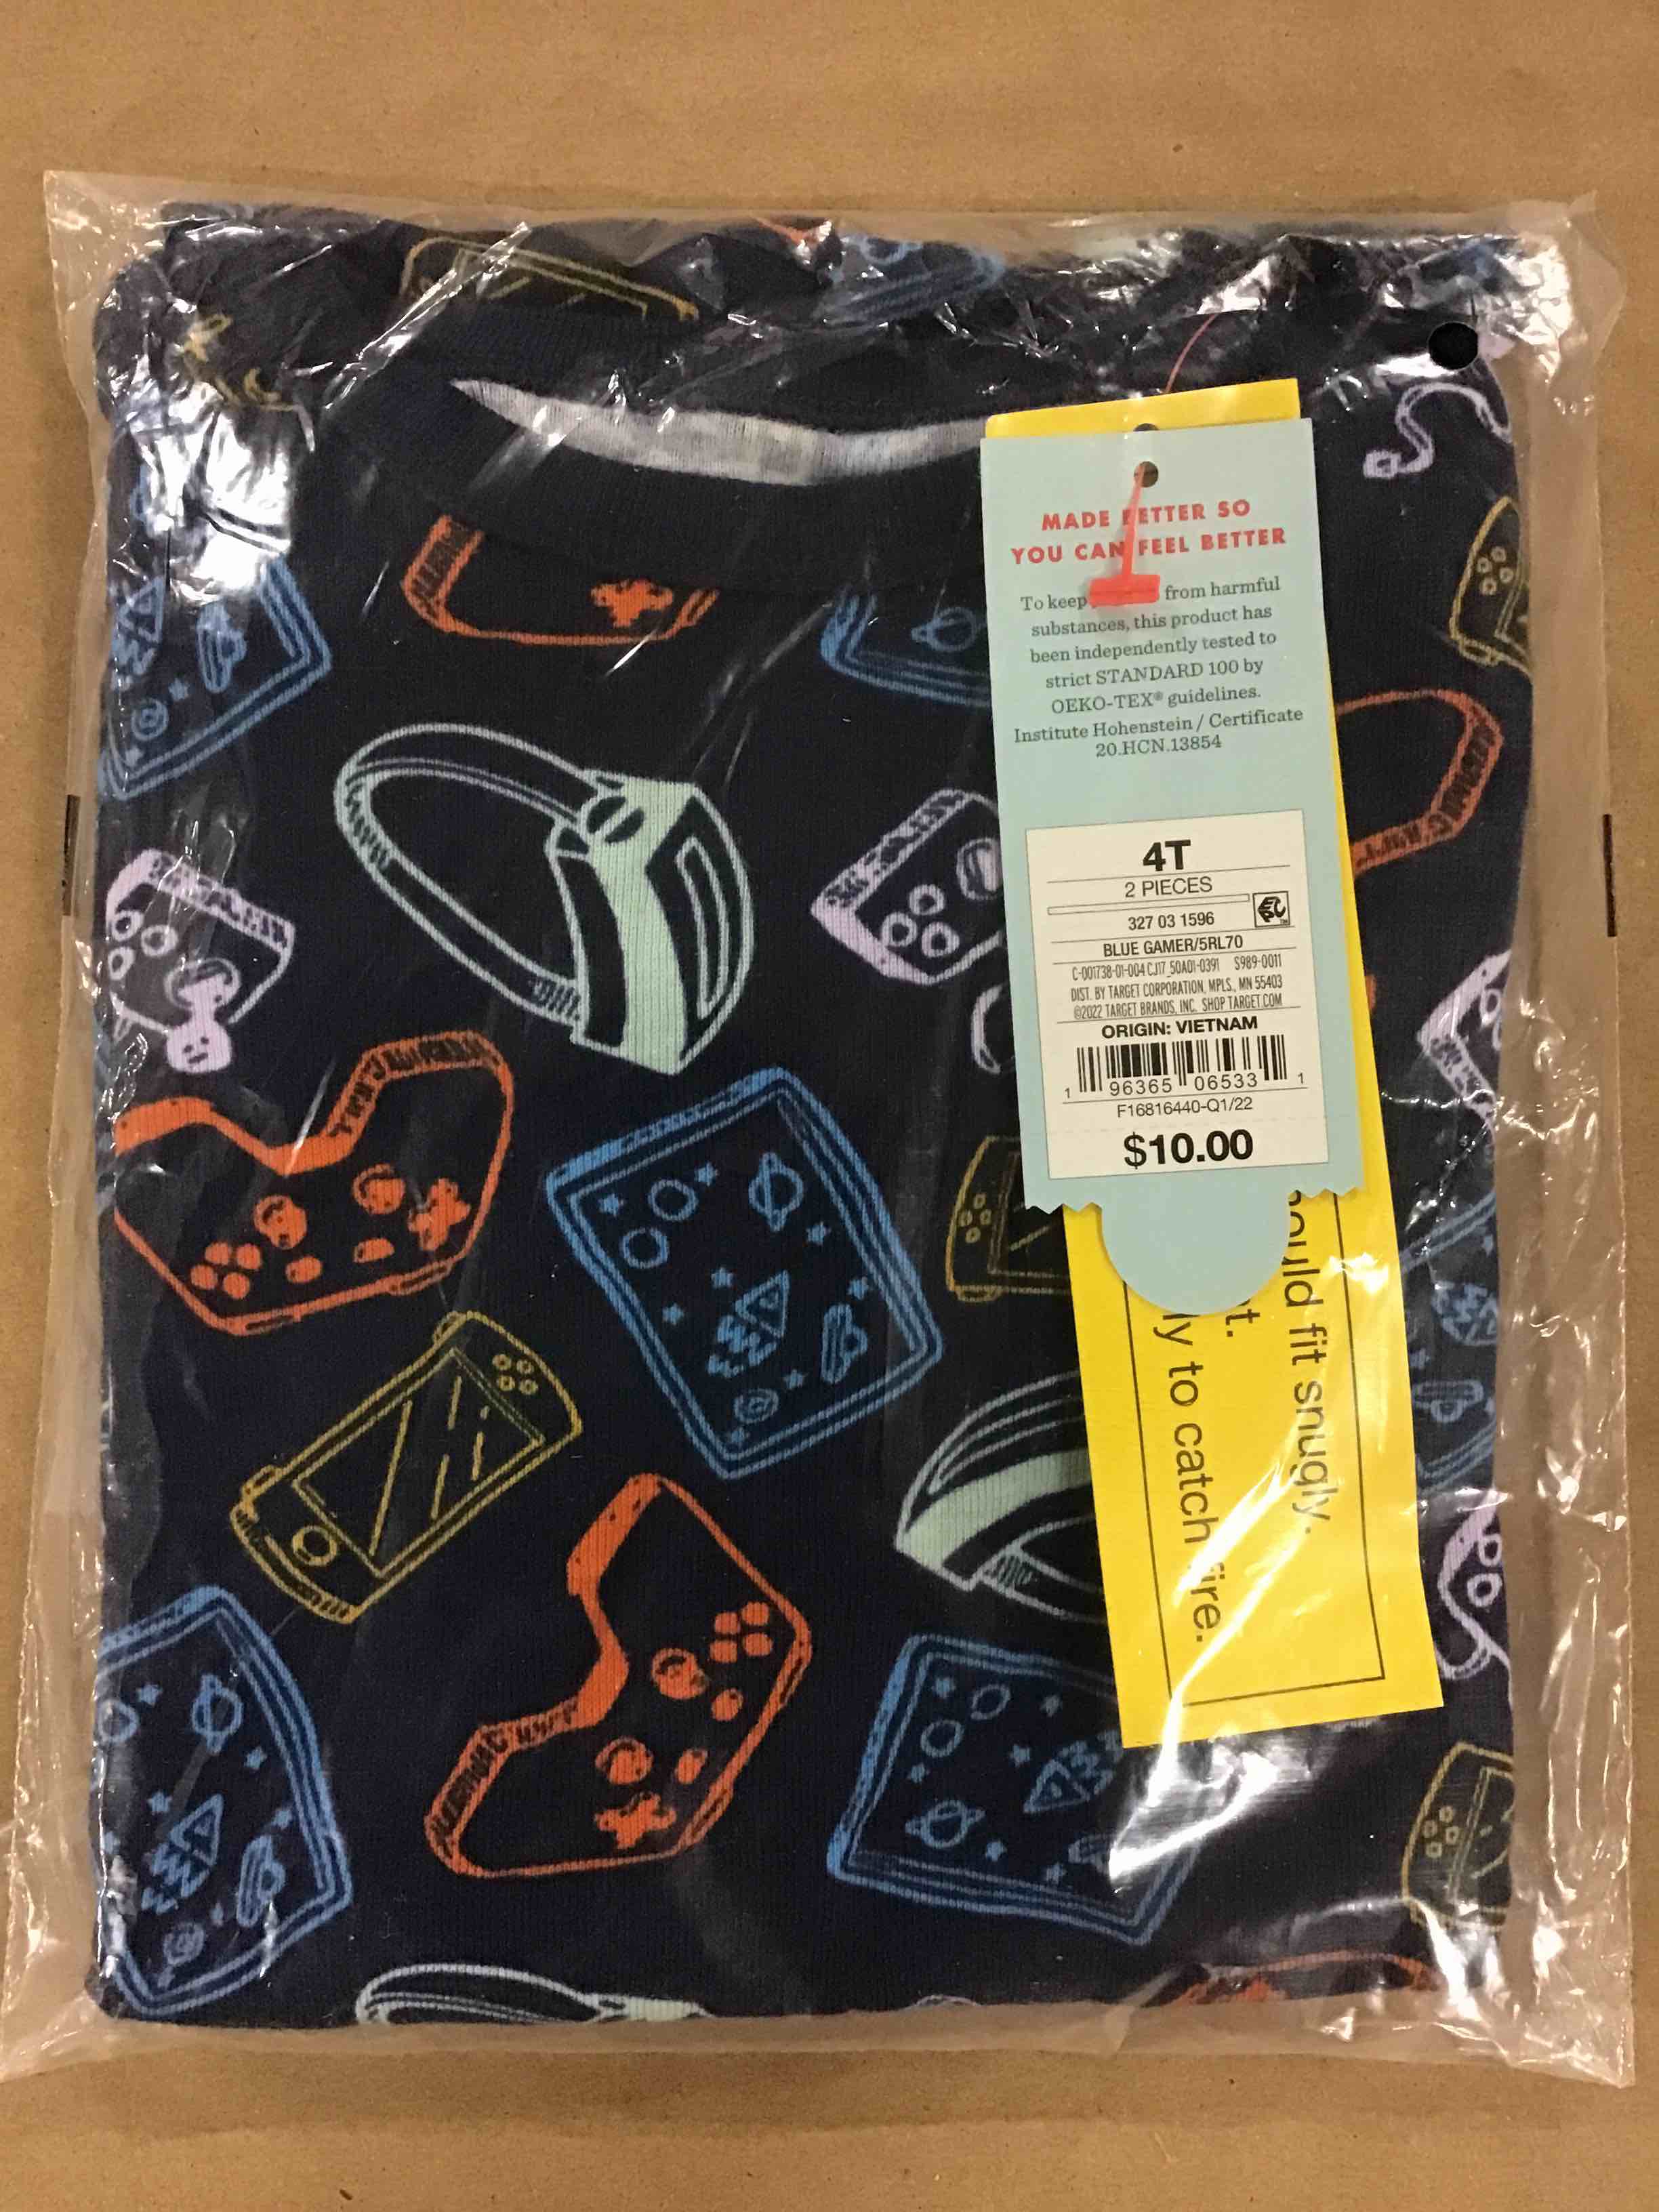 MADE BETTER SO
YOU CAN FEEL BETTER
To keep from harmful
substances, this product has
been independently tested to
strict STANDARD 100 by
OEKO-TEX® guidelines.
Institute Hohenstein / Certificate
20.HCN.13854
4T
2 PIECES
327 03 1596
BLUE GAMER/5RL70
C-001738-01-004 CJ17_50A01-0391 S989-0011
DIST. BY TARGET CORPORATION, MPLS., MN 55403
©2022 TARGET BRANDS, INC. SHOP TARGET.COM
ORIGIN: VIETNAM
1 96365 06533 1
F16816440-Q1/22
$10.00
ould fit snugly.
t.
ly to catch fire.